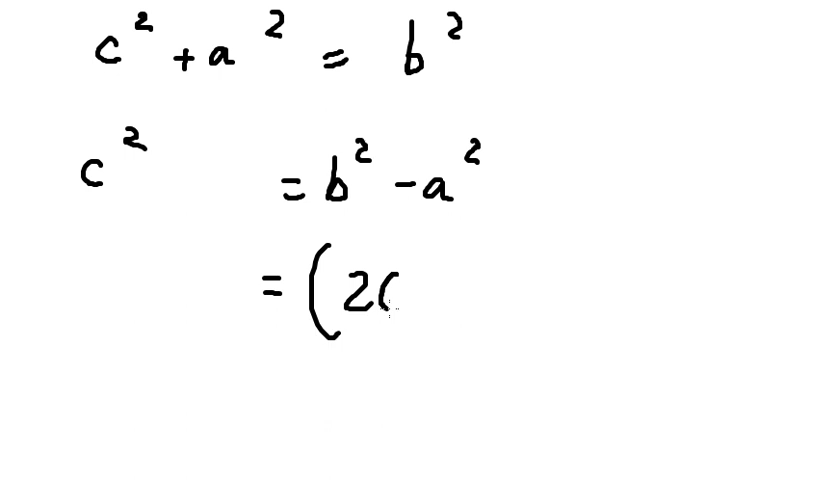 c² + a² = b²
c² = b² - a²
= (2